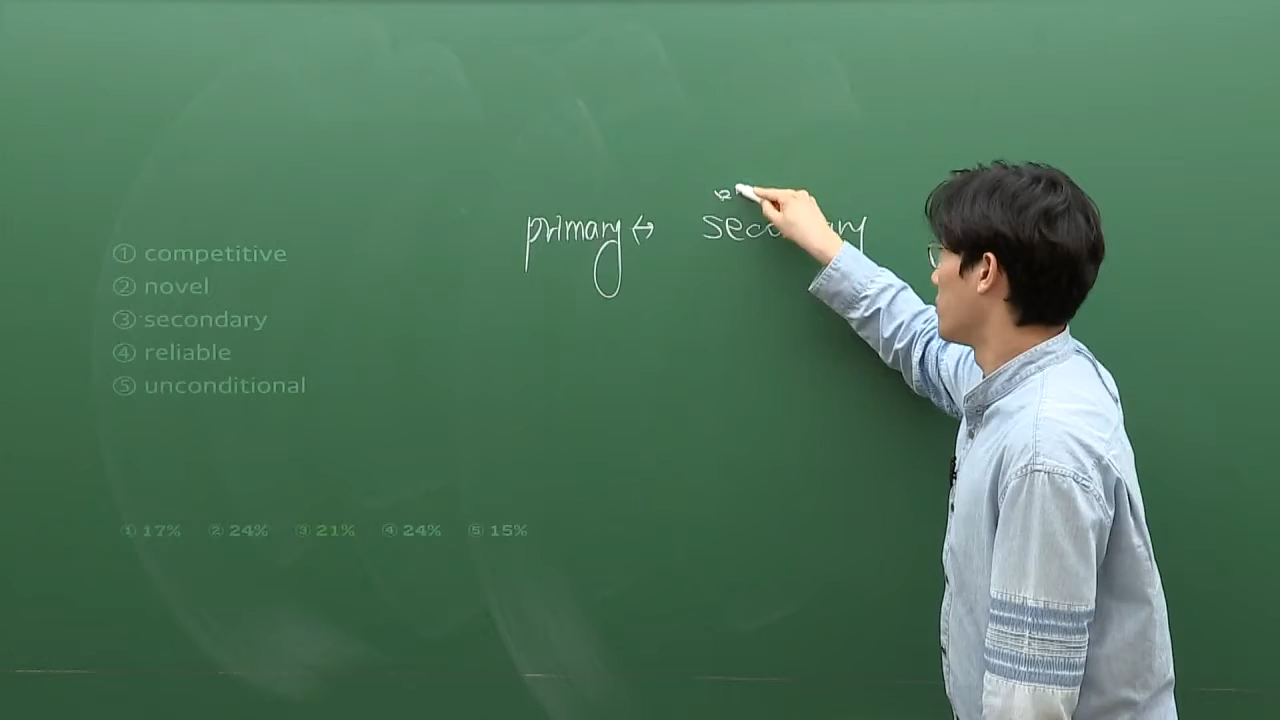 primary ↔ secondary
① competitive
② novel
③ secondary
④ reliable
⑤ unconditional
① 17% ② 24% ③ 21% ④ 24% ⑤ 15%